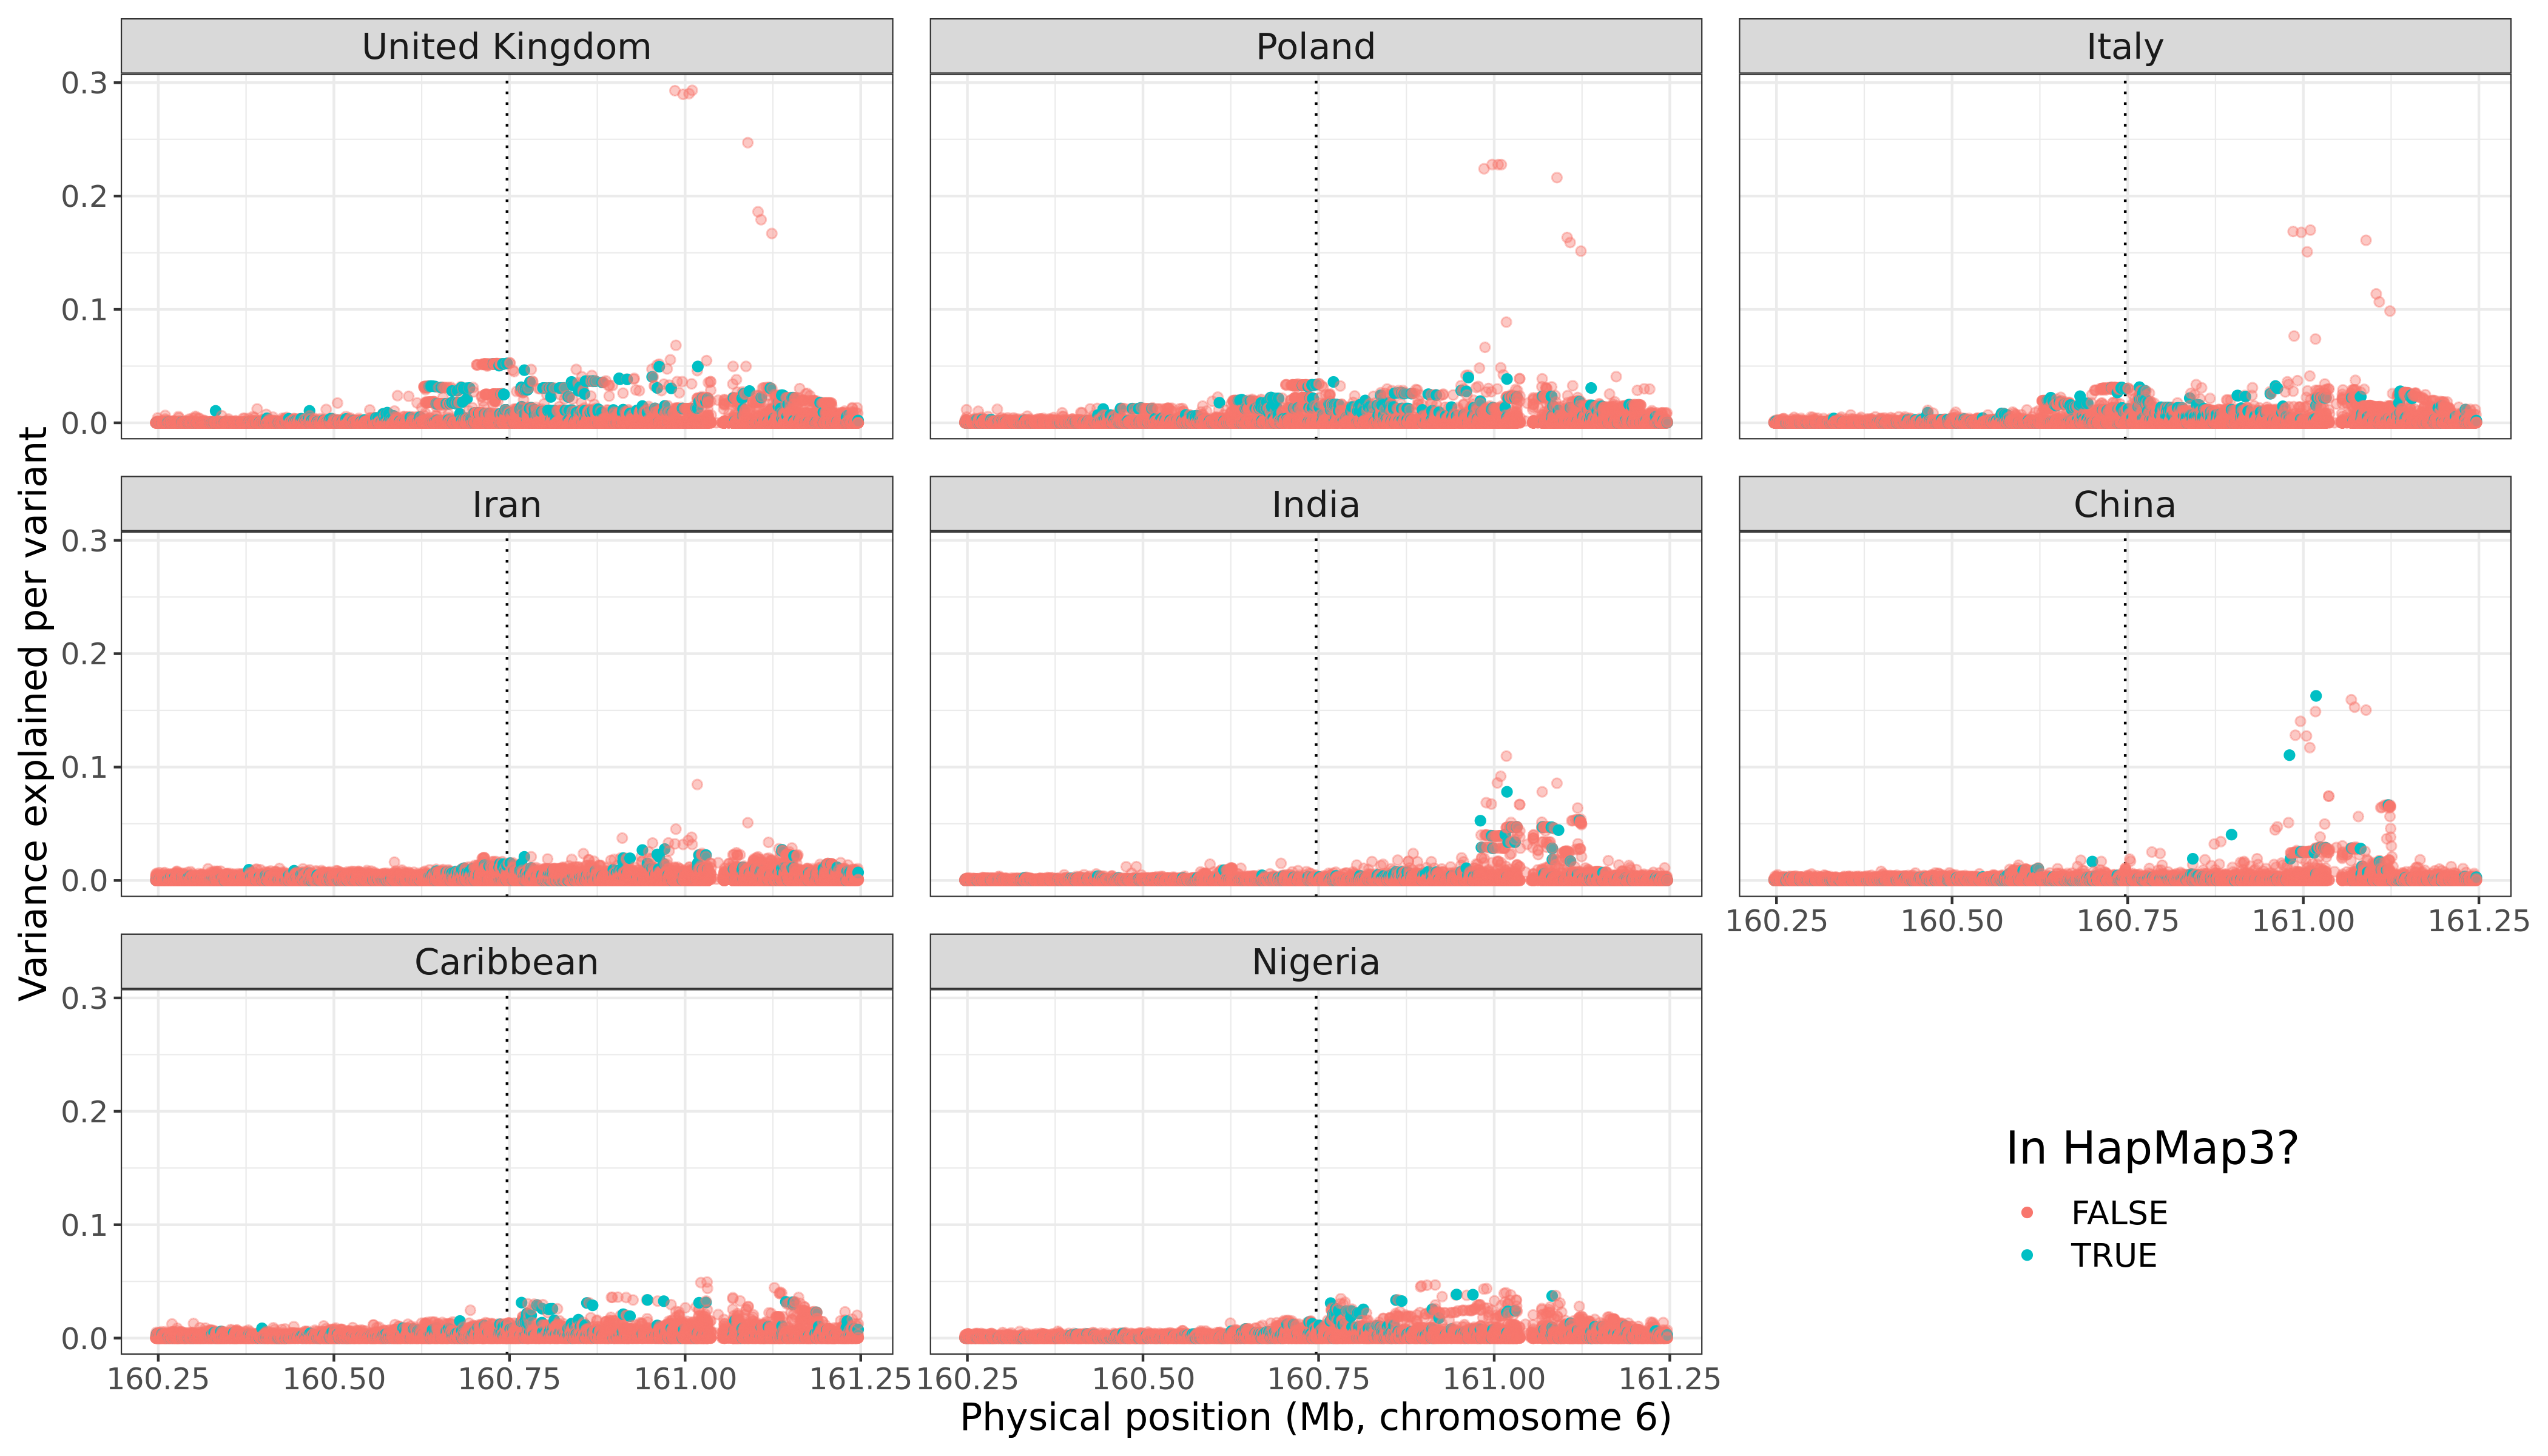 United Kingdom
Poland
Italy
0.3
0.2
0.1
0.0
Iran
India
China
0.3
0.2
0.1
0.0
160.25 160.50 160.75 161.00 161.25
Caribbean
Nigeria
0.3
0.2
0.1
0.0
160.25 160.50 160.75 161.00 161.25
160.25 160.50 160.75 161.00 161.25
Variance explained per variant
Physical position (Mb, chromosome 6)
In HapMap3?
FALSE
TRUE